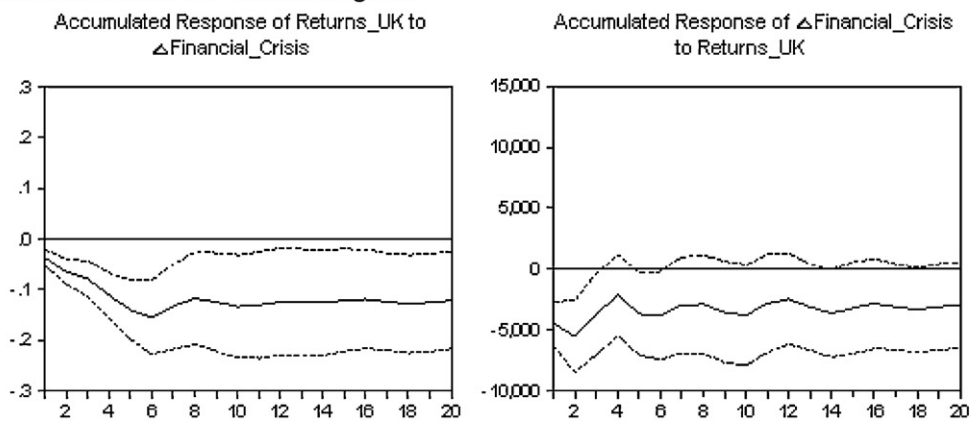 Accumulated Response of Returns_UK to
△Financial_Crisis
.3
.2
.1
.0
-.1
-.2
-.3
2 4 6 8 10 12 14 16 18 20
Accumulated Response of △Financial_Crisis
to Returns_UK
15,000
10,000
5,000
0
-5,000
-10,000
2 4 6 8 10 12 14 16 18 20